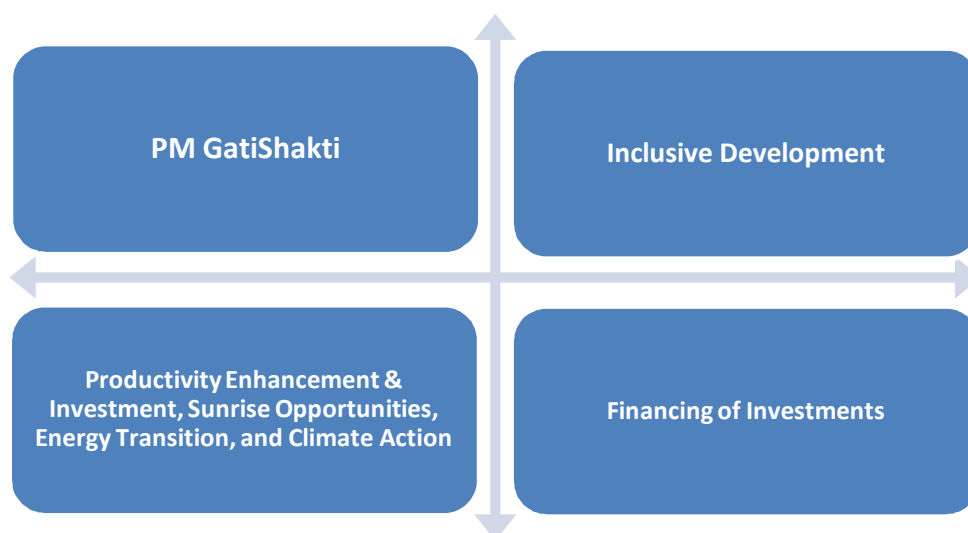 PM GatiShakti
Inclusive Development
Productivity Enhancement &
Investment, Sunrise Opportunities,
Energy Transition, and Climate Action
Financing of Investments